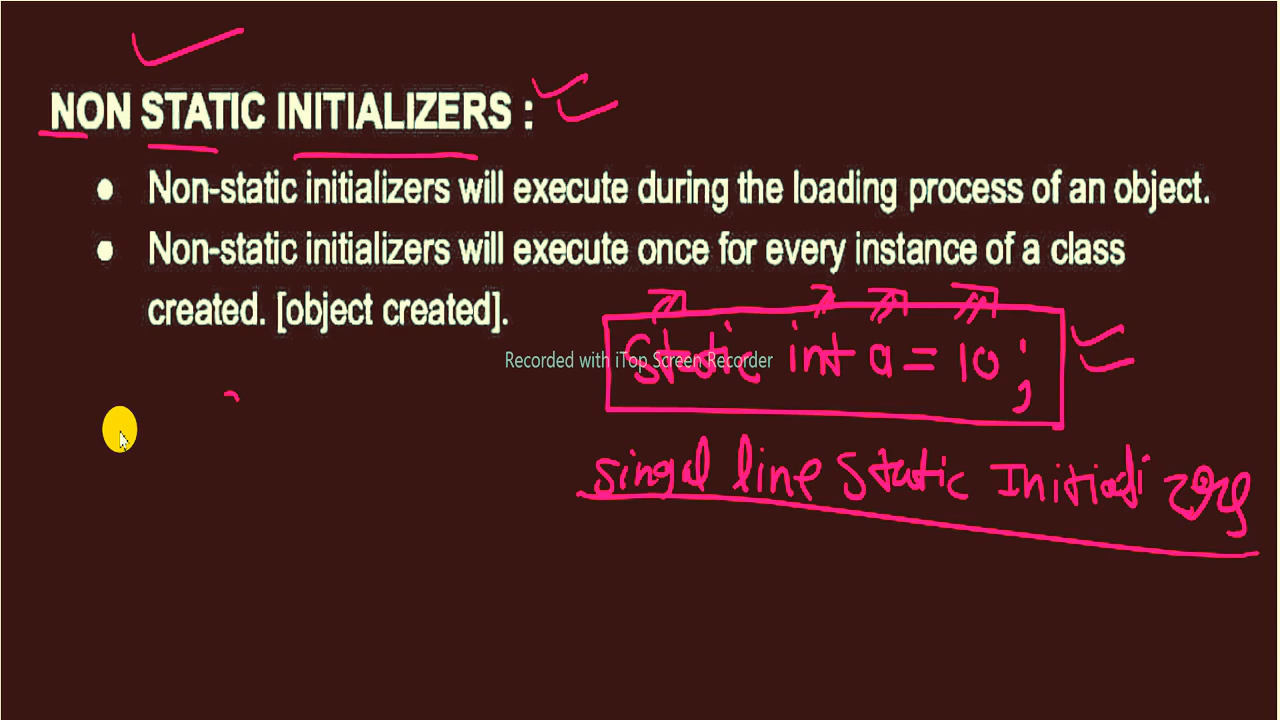 NON STATIC INITIALIZERS :
● Non-static initializers will execute during the loading process of an object.
● Non-static initializers will execute once for every instance of a class
created. [object created].
Static int a = 10 ;
Recorded with iTop Screen Recorder
singal line Static